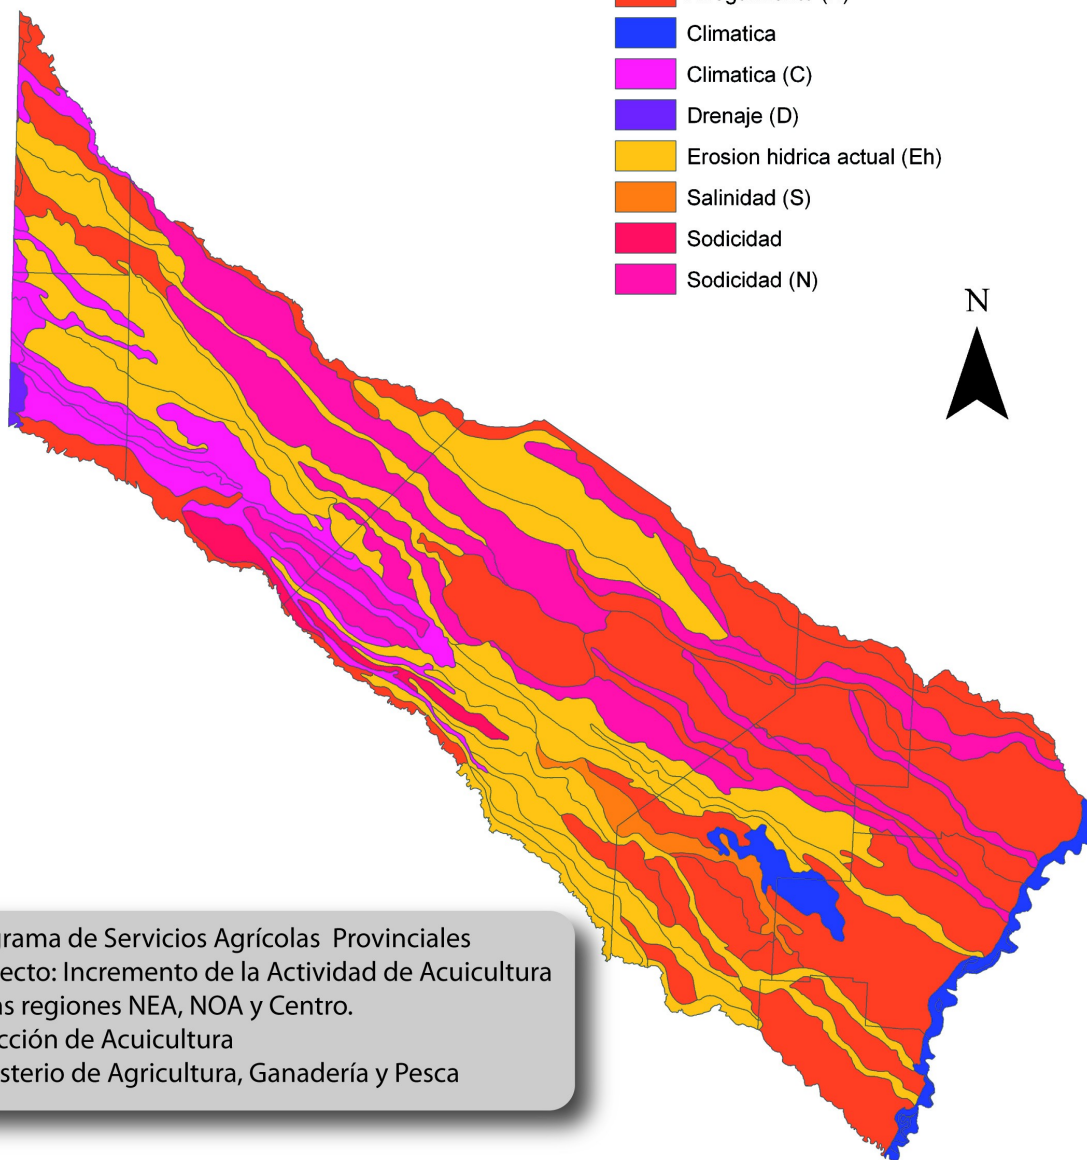 Climatica
Climatica (C)
Drenaje (D)
Erosion hidrica actual (Eh)
Salinidad (S)
Sodicidad
Sodicidad (N)
N
grama de Servicios Agrícolas Provinciales
ecto: Incremento de la Actividad de Acuicultura
as regiones NEA, NOA y Centro.
cción de Acuicultura
sterio de Agricultura, Ganadería y Pesca